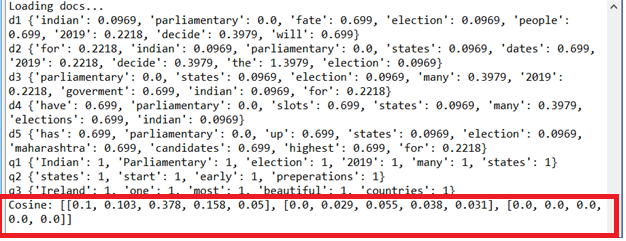 Loading docs...
d1 {'indian': 0.0969, 'parliamentary': 0.0, 'fate': 0.699, 'election': 0.0969, 'people':
0.699, '2019': 0.2218, 'decide': 0.3979, 'will': 0.699}
d2 {'for': 0.2218, 'indian': 0.0969, 'parliamentary': 0.0, 'states': 0.0969, 'dates': 0.699,
'2019': 0.2218, 'decide': 0.3979, 'the': 1.3979, 'election': 0.0969}
d3 {'parliamentary': 0.0, 'states': 0.0969, 'election': 0.0969, 'many': 0.3979, '2019':
0.2218, 'goverment': 0.699, 'indian': 0.0969, 'for': 0.2218}
d4 {'have': 0.699, 'parliamentary': 0.0, 'slots': 0.699, 'states': 0.0969, 'many': 0.3979,
'elections': 0.699, 'indian': 0.0969}
d5 {'has': 0.699, 'parliamentary': 0.0, 'up': 0.699, 'states': 0.0969, 'election': 0.0969,
'maharashtra': 0.699, 'candidates': 0.699, 'highest': 0.699, 'for': 0.2218}
q1 {'Indian': 1, 'Parliamentary': 1, 'election': 1, '2019': 1, 'many': 1, 'states': 1}
q2 {'states': 1, 'start': 1, 'early': 1, 'preperations': 1}
q3 {'Ireland': 1, 'one': 1, 'most': 1, 'beautiful': 1, 'countries': 1}
Cosine: [[0.1, 0.103, 0.378, 0.158, 0.05], [0.0, 0.029, 0.055, 0.038, 0.031], [0.0, 0.0, 0.0,
0.0, 0.0]]